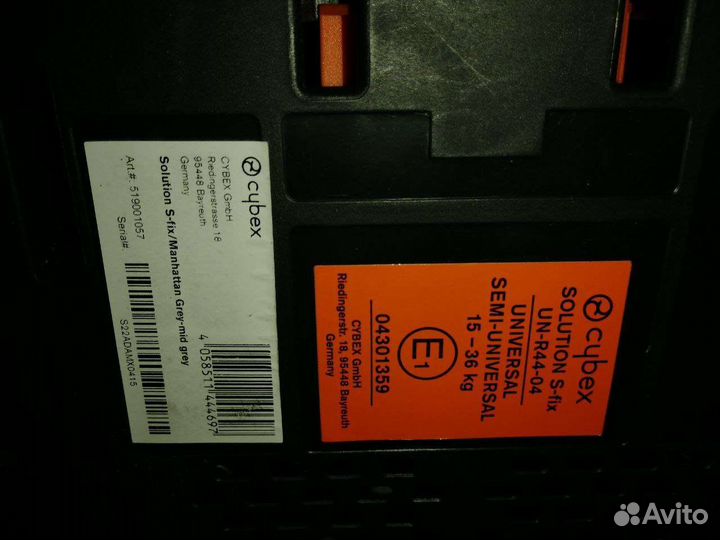 cybex
CYBEX GmbH
Riedingerstrasse 18
95448 Bayreuth
Germany
Solution S-fix/Manhattan Grey-mid grey
4 058511 444697
Art.#: 519001057
Serial#:
S22ADAMX0415
cybex
SOLUTION S-fix
UN-R44-04
UNIVERSAL
SEMI-UNIVERSAL
15 – 36 kg
E1
04301359
CYBEX GmbH
Riedingerstr. 18, 95448 Bayreuth
Germany
Avito